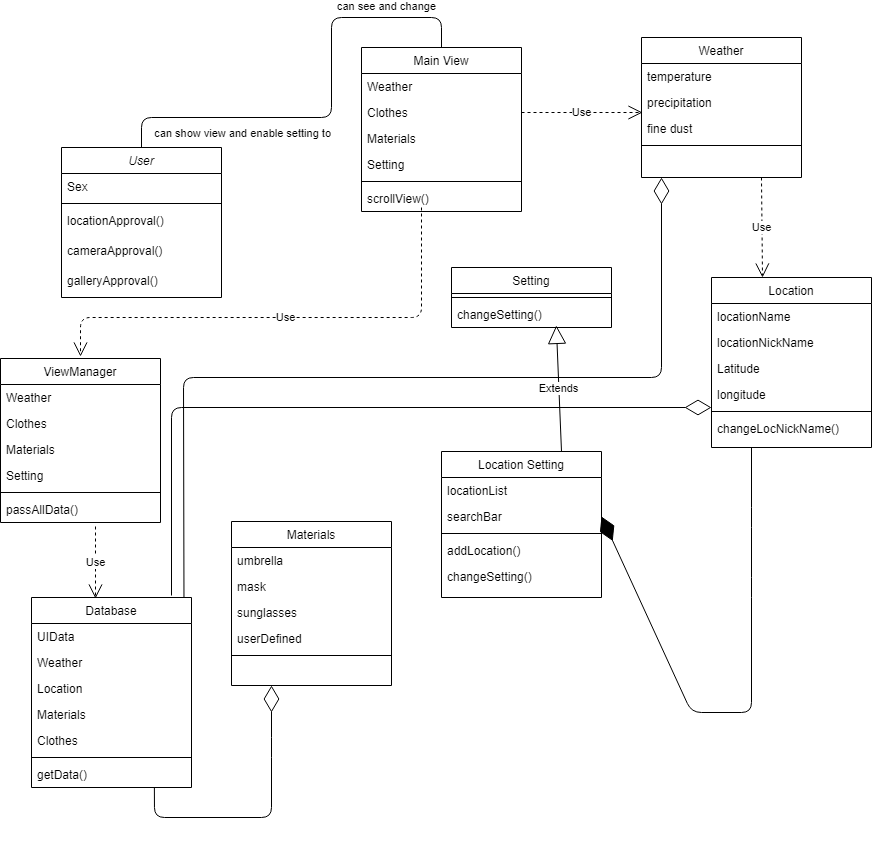 can see and change
Main View
Weather
Clothes
Materials
Setting
scrollView()
Use
Weather
temperature
precipitation
fine dust
can show view and enable setting to
User
Sex
locationApproval()
cameraApproval()
galleryApproval()
Use
Setting
changeSetting()
Use
Location
locationName
locationNickName
Latitude
longitude
changeLocNickName()
ViewManager
Weather
Clothes
Materials
Setting
passAllData()
Extends
Location Setting
locationList
searchBar
addLocation()
changeSetting()
Use
Materials
umbrella
mask
sunglasses
userDefined
Database
UIData
Weather
Location
Materials
Clothes
getData()